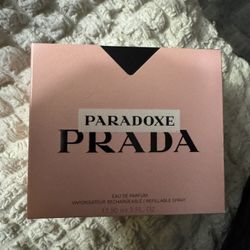 PARADOXE
PRADA
EAU DE PARFUM
VAPORISATEUR RECHARGEABLE / REFILLABLE SPRAY